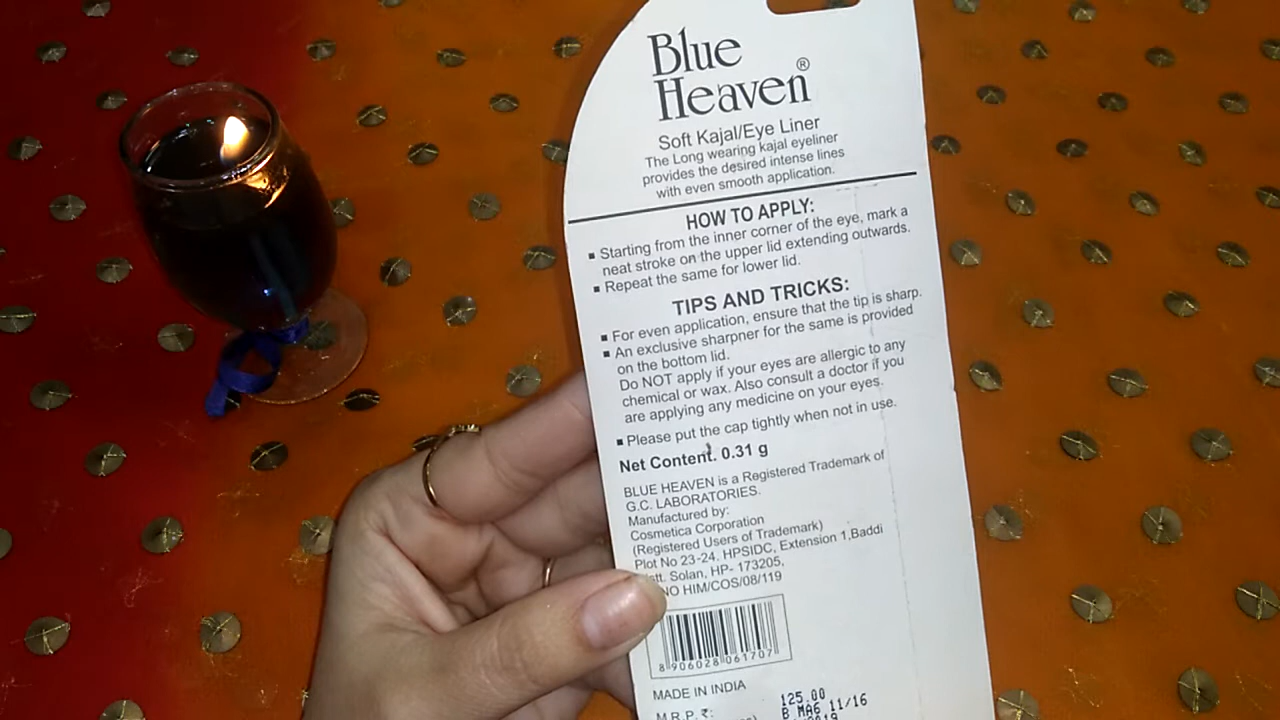 Blue
Heaven®
Soft Kajal/Eye Liner
The Long wearing kajal eyeliner
provides the desired intense lines
with even smooth application.
HOW TO APPLY:
▪ Starting from the inner corner of the eye, mark a
neat stroke on the upper lid extending outwards.
▪ Repeat the same for lower lid.
TIPS AND TRICKS:
▪ For even application, ensure that the tip is sharp.
▪ An exclusive sharpner for the same is provided
on the bottom lid.
Do NOT apply if your eyes are allergic to any
chemical or wax. Also consult a doctor if you
are applying any medicine on your eyes.
▪ Please put the cap tightly when not in use.
Net Content. 0.31 g
BLUE HEAVEN is a Registered Trademark of
G.C. LABORATORIES.
Manufactured by:
Cosmetica Corporation
(Registered Users of Trademark)
Plot No 23-24, HPSIDC, Extension 1,Baddi
Solan, HP- 173205,
NO HIM/COS/08/119
8 906028 061707
MADE IN INDIA
M.R.P. ₹: 125.00
B MA6 11/16